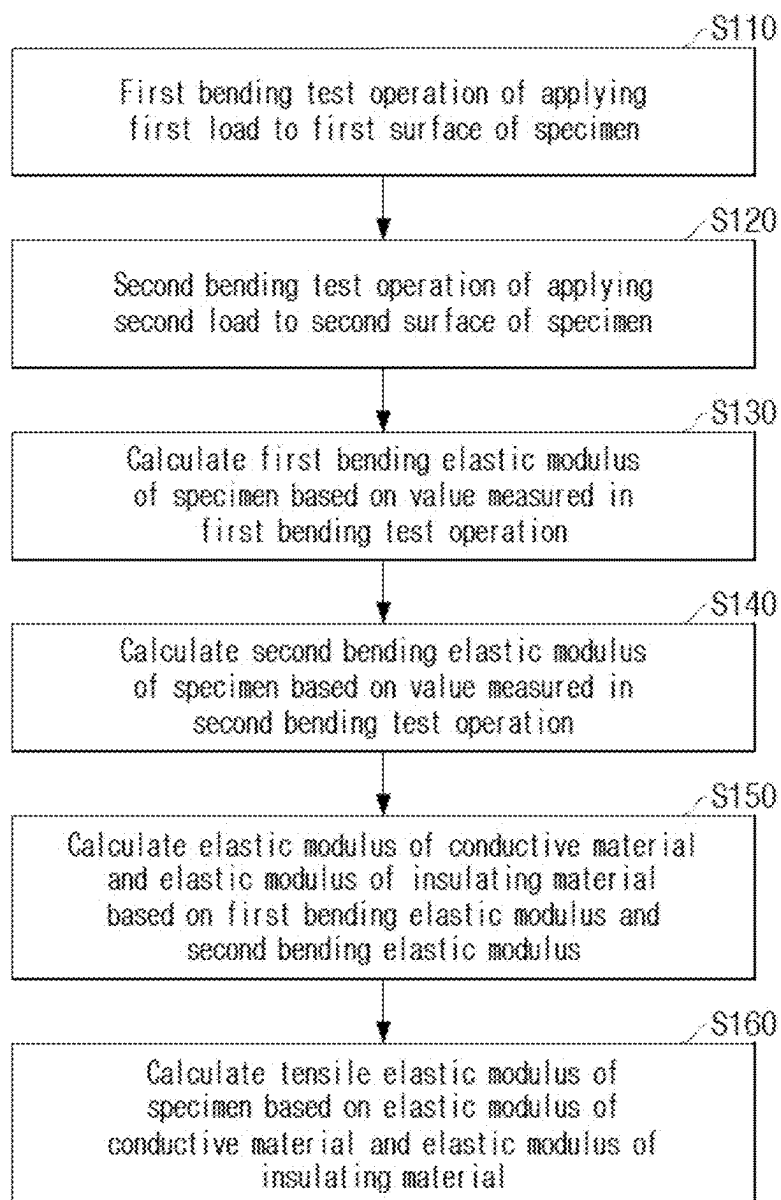 S110
First bending test operation of applying
first load to first surface of specimen
S120
Second bending test operation of applying
second load to second surface of specimen
S130
Calculate first bending elastic modulus
of specimen based on value measured in
first bending test operation
S140
Calculate second bending elastic modulus
of specimen based on value measured in
second bending test operation
S150
Calculate elastic modulus of conductive material
and elastic modulus of insulating material
based on first bending elastic modulus and
second bending elastic modulus
S160
Calculate tensile elastic modulus of
specimen based on elastic modulus of
conductive material and elastic modulus of
insulating material